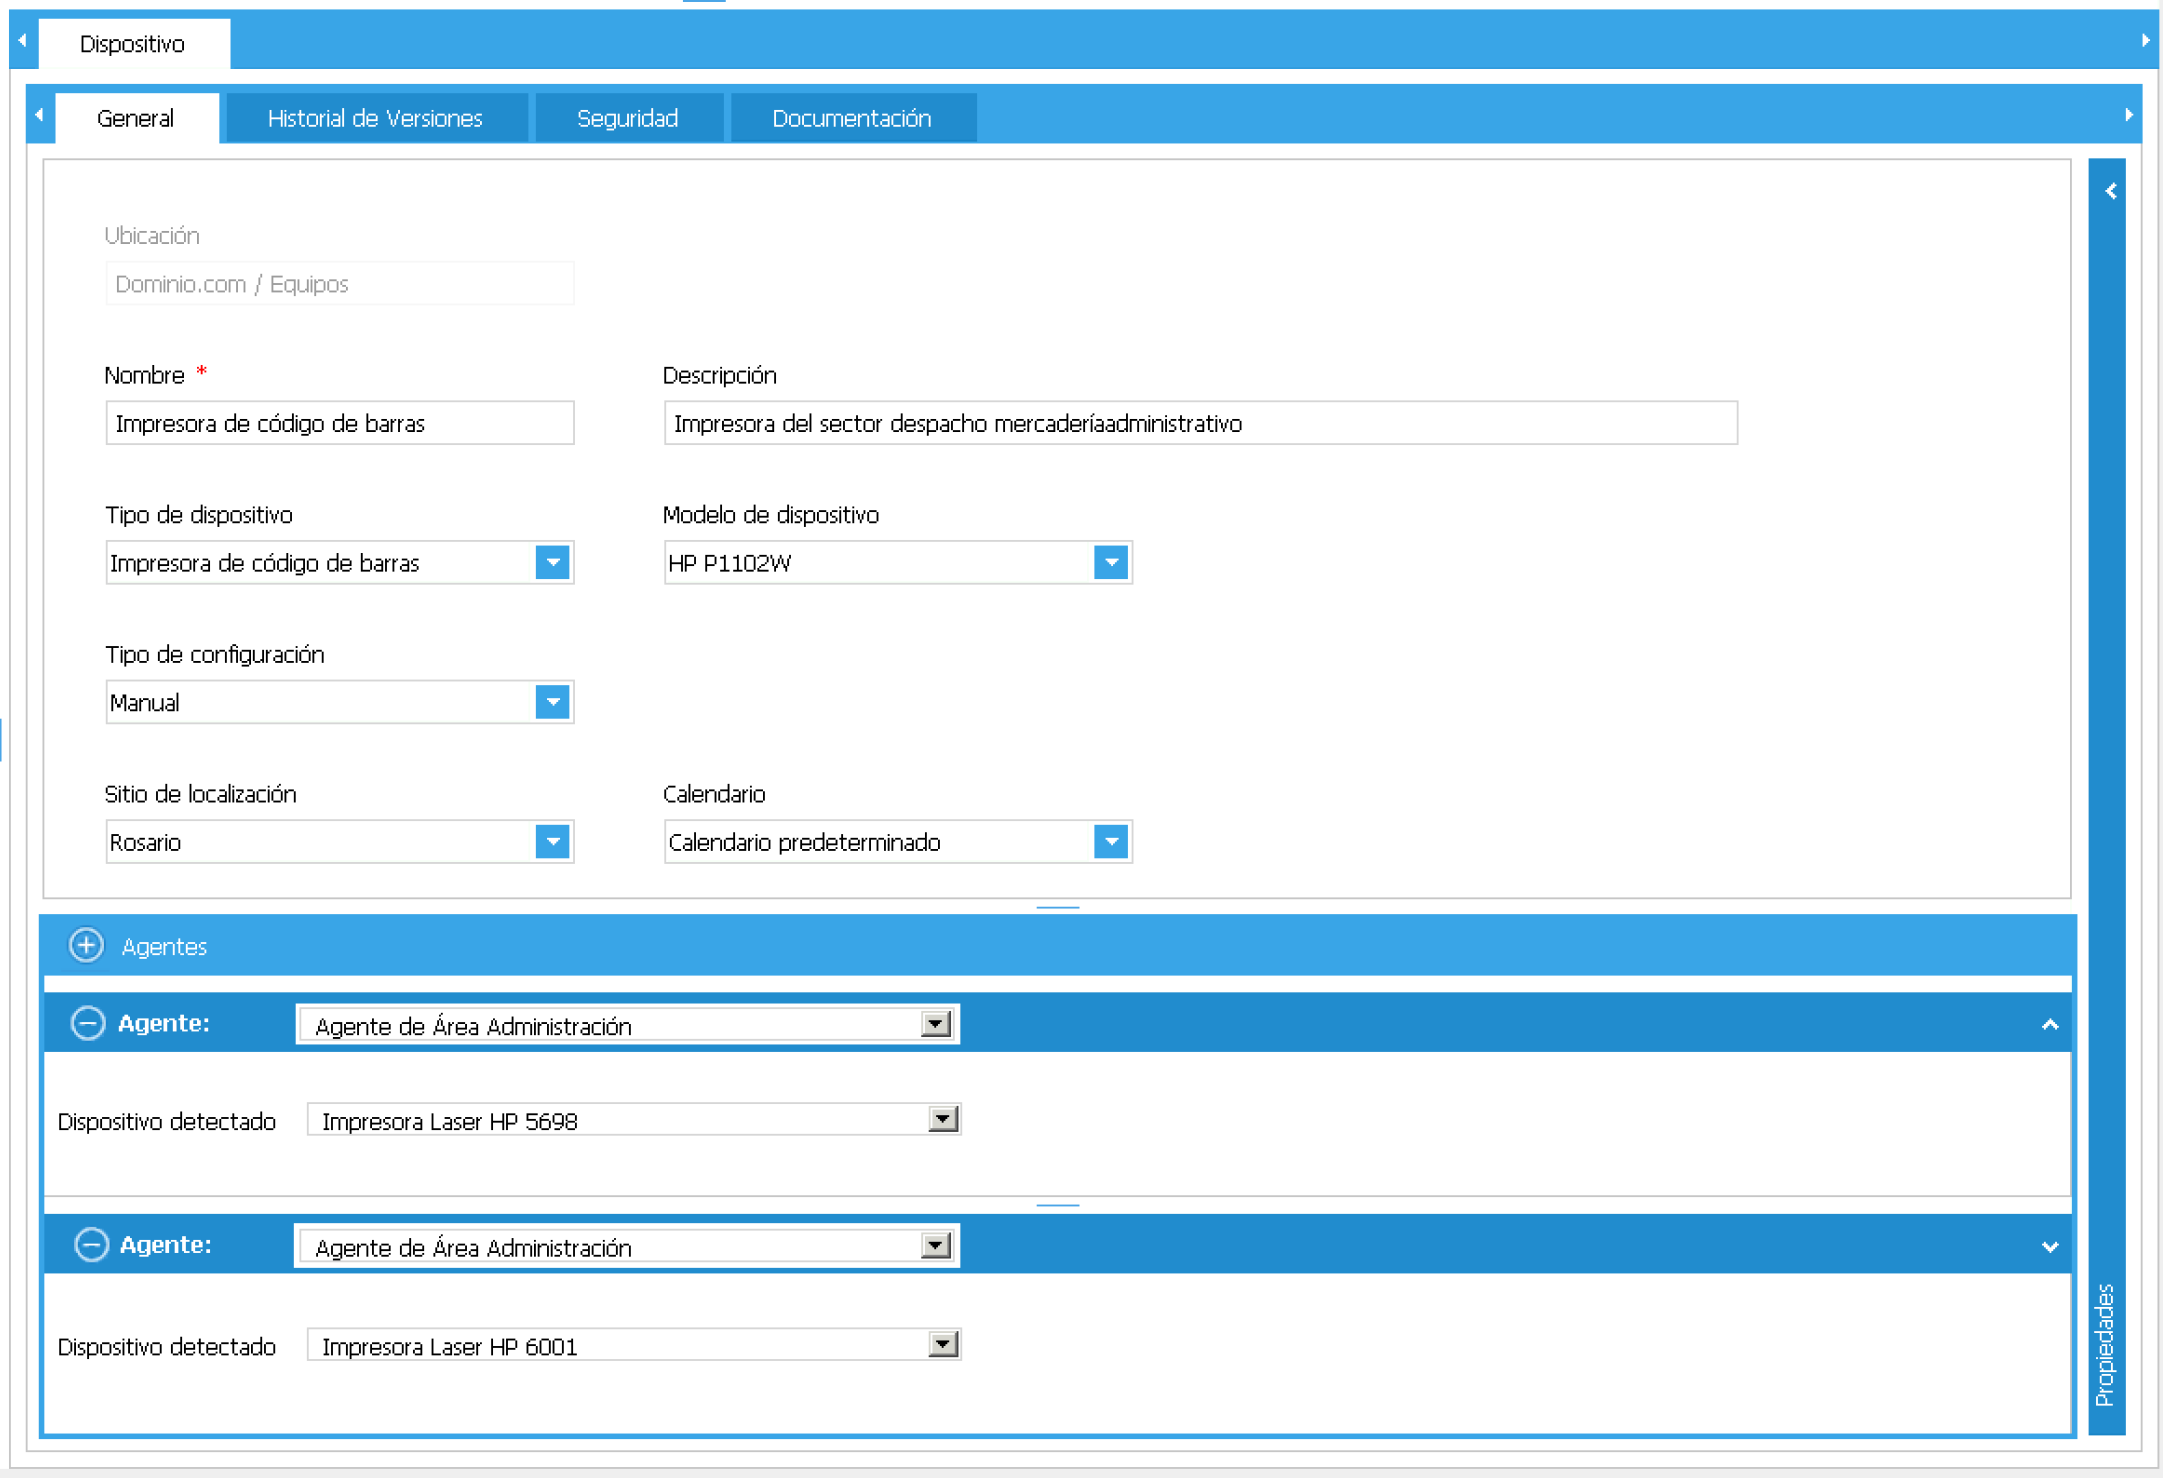 Dispositivo
General Historial de Versiones Seguridad Documentación
Ubicación
Dominio.com / Equipos
Nombre * Descripción
Impresora de código de barras Impresora del sector despacho mercaderíaadministrativo
Tipo de dispositivo Modelo de dispositivo
Impresora de código de barras HP P1102W
Tipo de configuración
Manual
Sitio de localización Calendario
Rosario Calendario predeterminado
Agentes
Agente: Agente de Área Administración
Dispositivo detectado Impresora Laser HP 5698
Agente: Agente de Área Administración
Dispositivo detectado Impresora Laser HP 6001
Propiedades